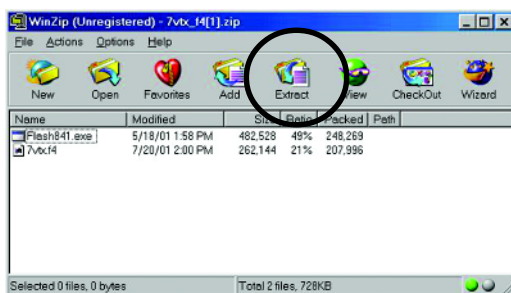 WinZip (Unregistered) - 7vtx_f4[1].zip
File Actions Options Help
New Open Favorites Add Extract View CheckOut Wizard
Name Modified Size Ratio Packed Path
Flash841.exe 5/18/01 1:58 PM 482,528 49% 248,269
7vtx.f4 7/20/01 2:00 PM 262,144 21% 207,996
Selected 0 files, 0 bytes Total 2 files, 728KB